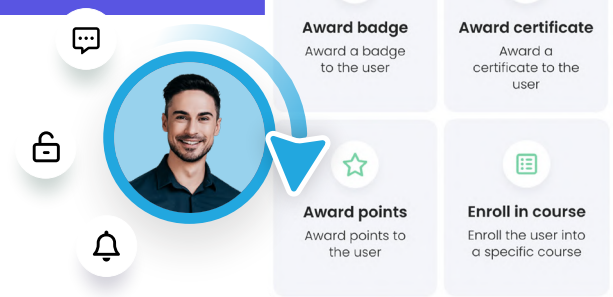 Award badge
Award a badge
to the user
Award certificate
Award a
certificate to the
user
Award points
Award points to
the user
Enroll in course
Enroll the user into
a specific course